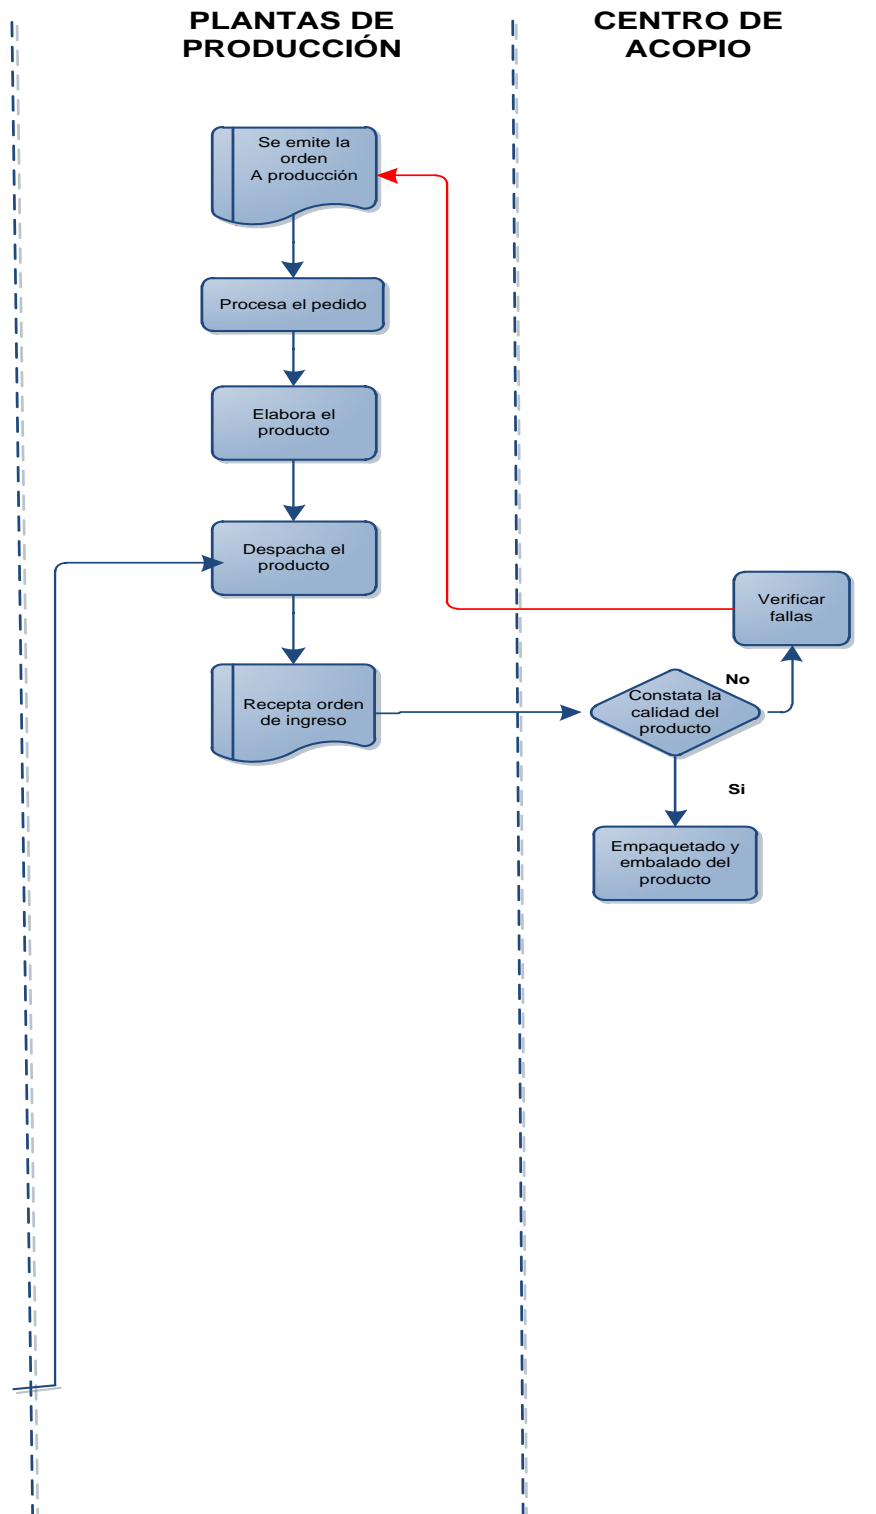 PLANTAS DE
PRODUCCIÓN
CENTRO DE
ACOPIO
Se emite la
orden
A producción
Procesa el pedido
Elabora el
producto
Despacha el
producto
Verificar
fallas
Recepta orden
de ingreso
No
Constata la
calidad del
producto
Si
Empaquetado y
embalado del
producto